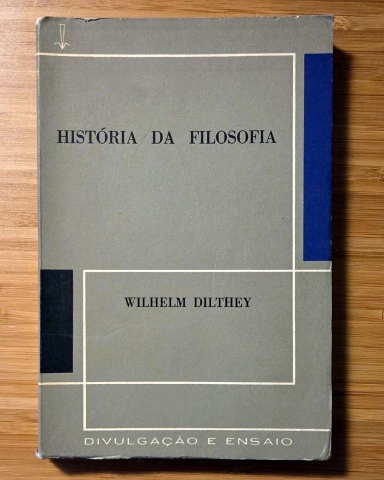 HISTÓRIA DA FILOSOFIA
WILHELM DILTHEY
DIVULGAÇÃO E ENSAIO